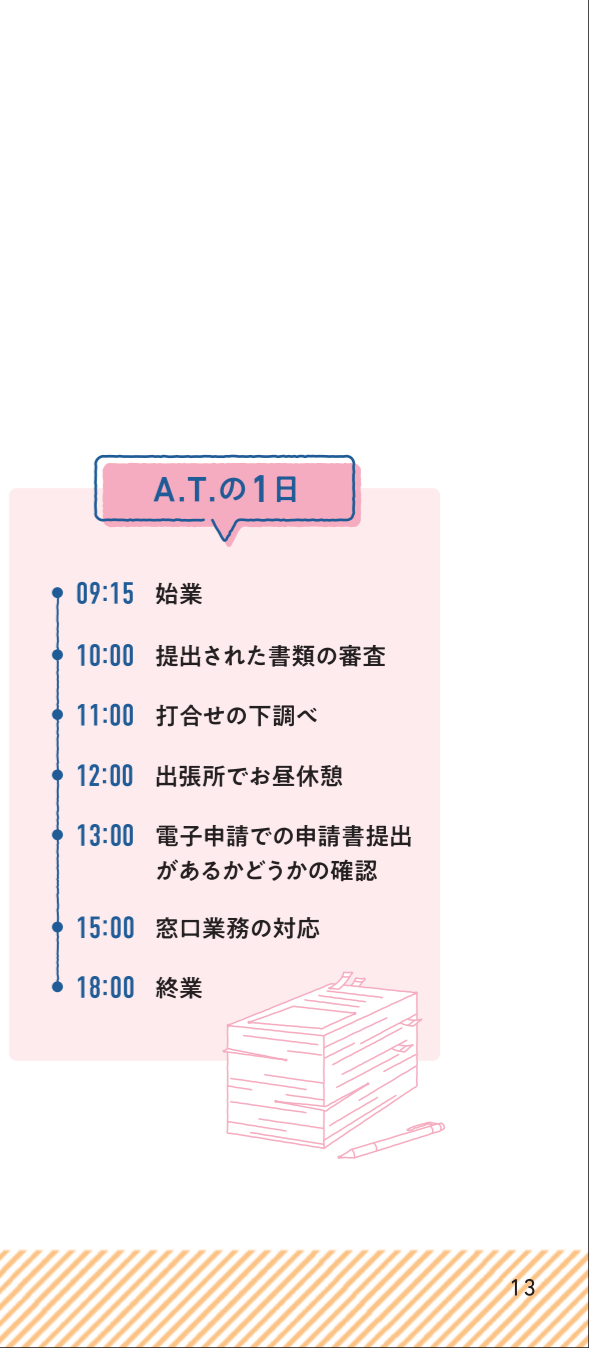 A.T.の1日
09:15 始業
10:00 提出された書類の審査
11:00 打合せの下調べ
12:00 出張所でお昼休憩
13:00 電子申請での申請書提出
があるかどうかの確認
15:00 窓口業務の対応
18:00 終業
13